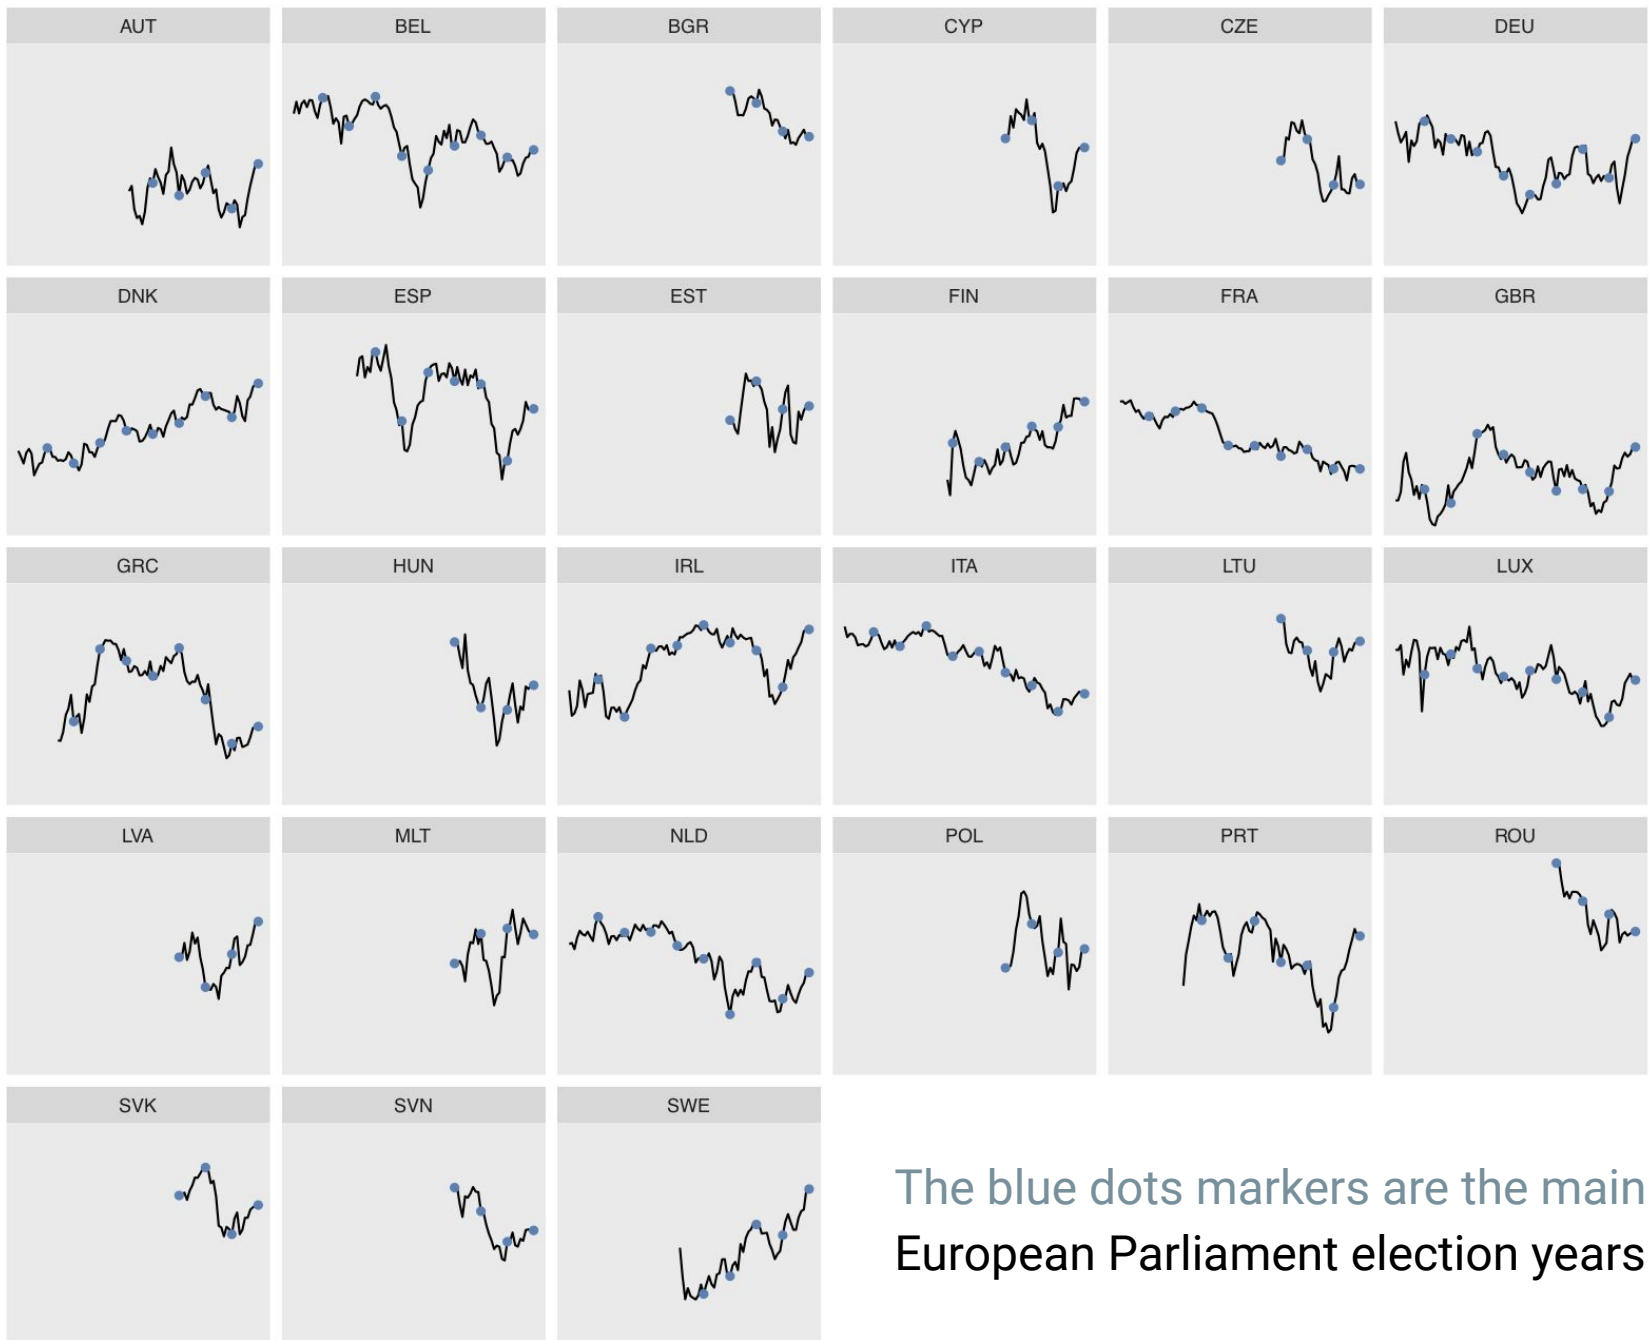 AUT
BEL
BGR
CYP
CZE
DEU
DNK
ESP
EST
FIN
FRA
GBR
GRC
HUN
IRL
ITA
LTU
LUX
LVA
MLT
NLD
POL
PRT
ROU
SVK
SVN
SWE
The blue dots markers are the main
European Parliament election years